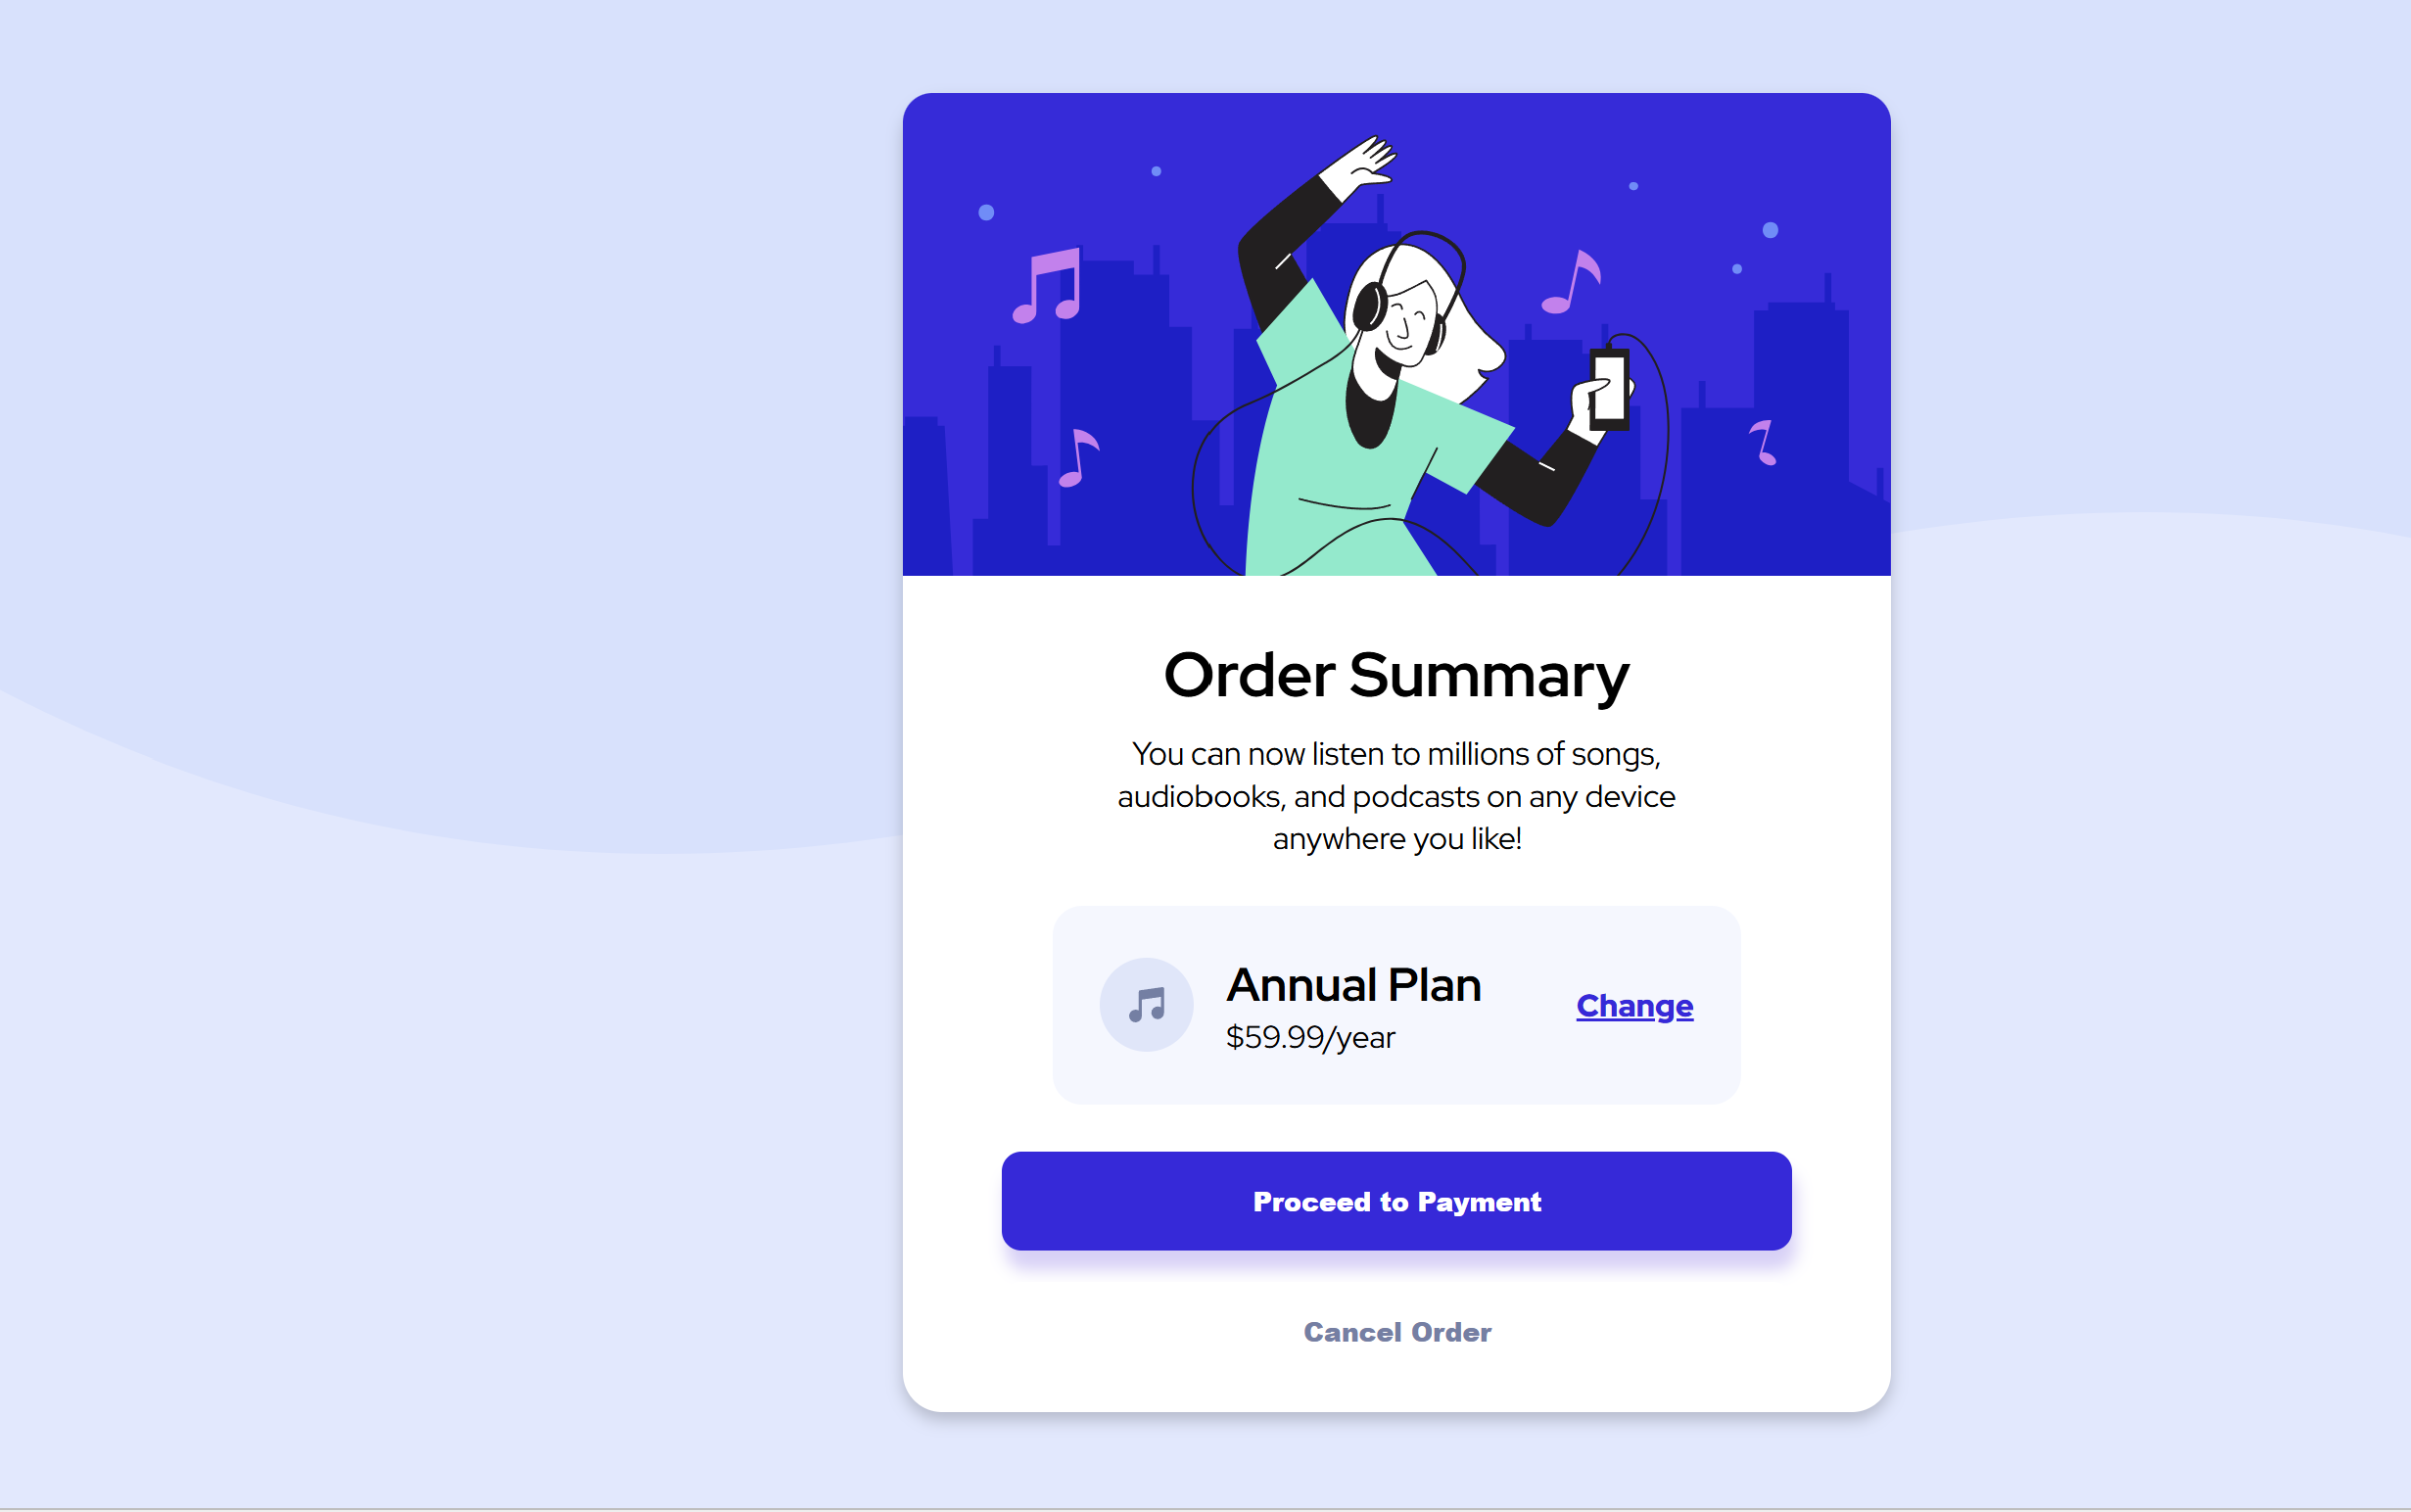 Order Summary
You can now listen to millions of songs,
audiobooks, and podcasts on any device
anywhere you like!
Annual Plan
$59.99/year
Change
Proceed to Payment
Cancel Order